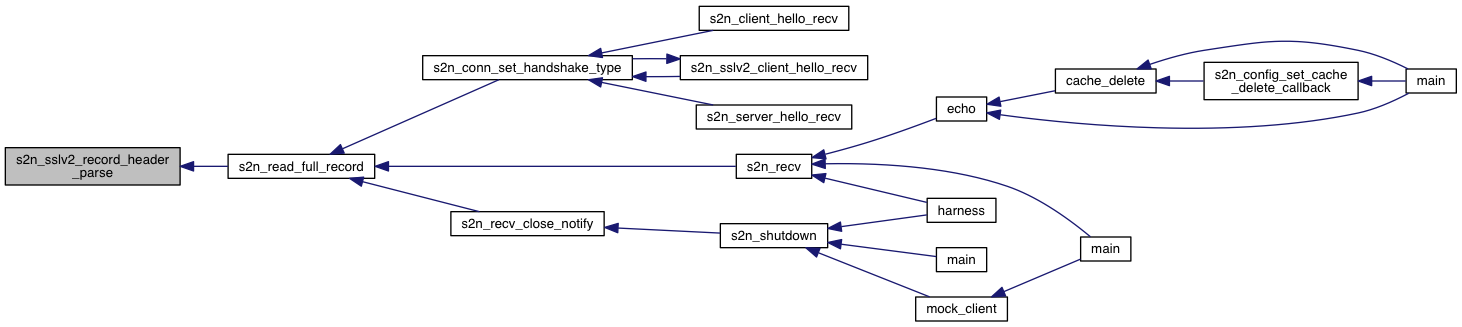 s2n_client_hello_recv
s2n_conn_set_handshake_type
s2n_sslv2_client_hello_recv
s2n_server_hello_recv
cache_delete
s2n_config_set_cache
_delete_callback
main
echo
s2n_sslv2_record_header
_parse
s2n_read_full_record
s2n_recv
harness
s2n_recv_close_notify
s2n_shutdown
main
main
mock_client